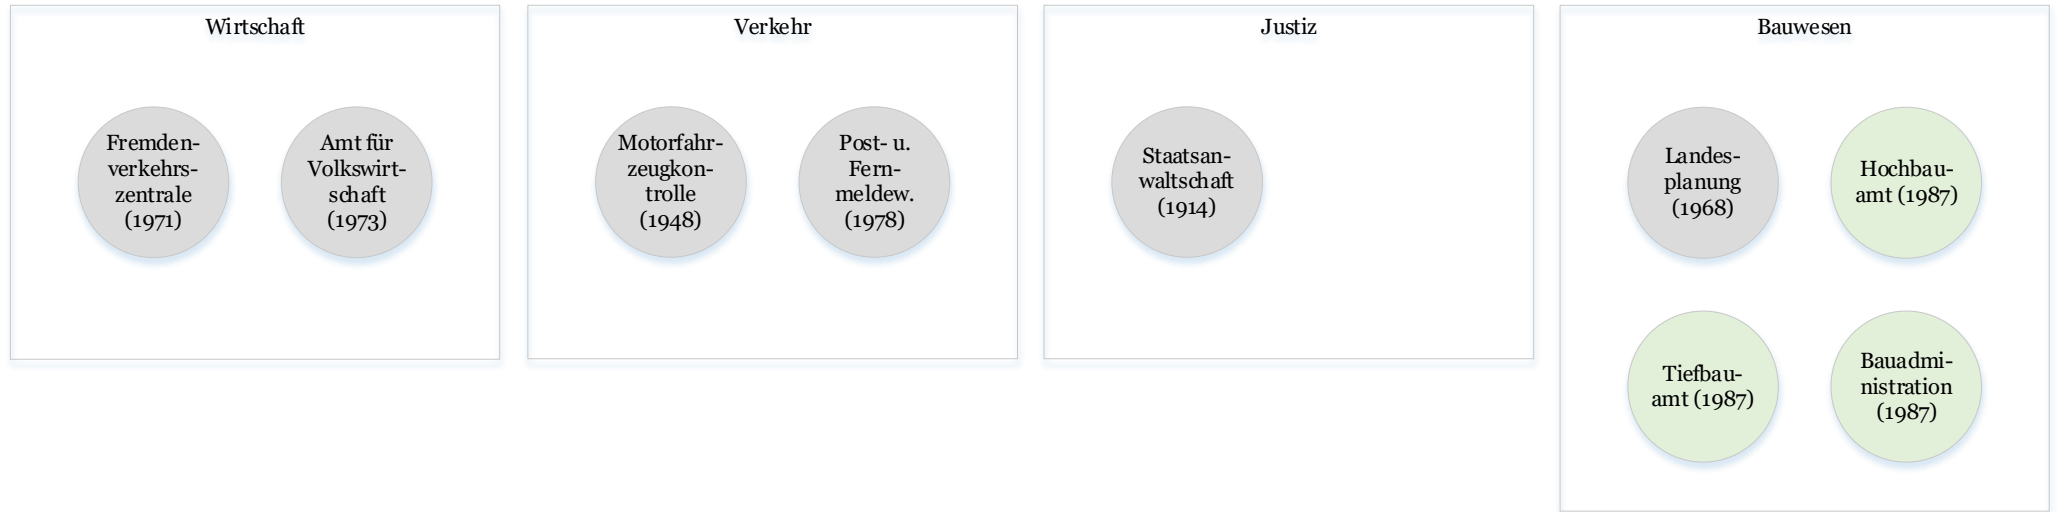 Wirtschaft
Fremden-
verkehrs-
zentrale
(1971)
Amt für
Volkswirt-
schaft
(1973)
Verkehr
Motorfahr-
zeugkon-
trolle
(1948)
Post- u.
Fern-
meldew.
(1978)
Justiz
Staatsan-
waltschaft
(1914)
Bauwesen
Landes-
planung
(1968)
Hochbau-
amt (1987)
Tiefbau-
amt (1987)
Bauadmi-
nistration
(1987)